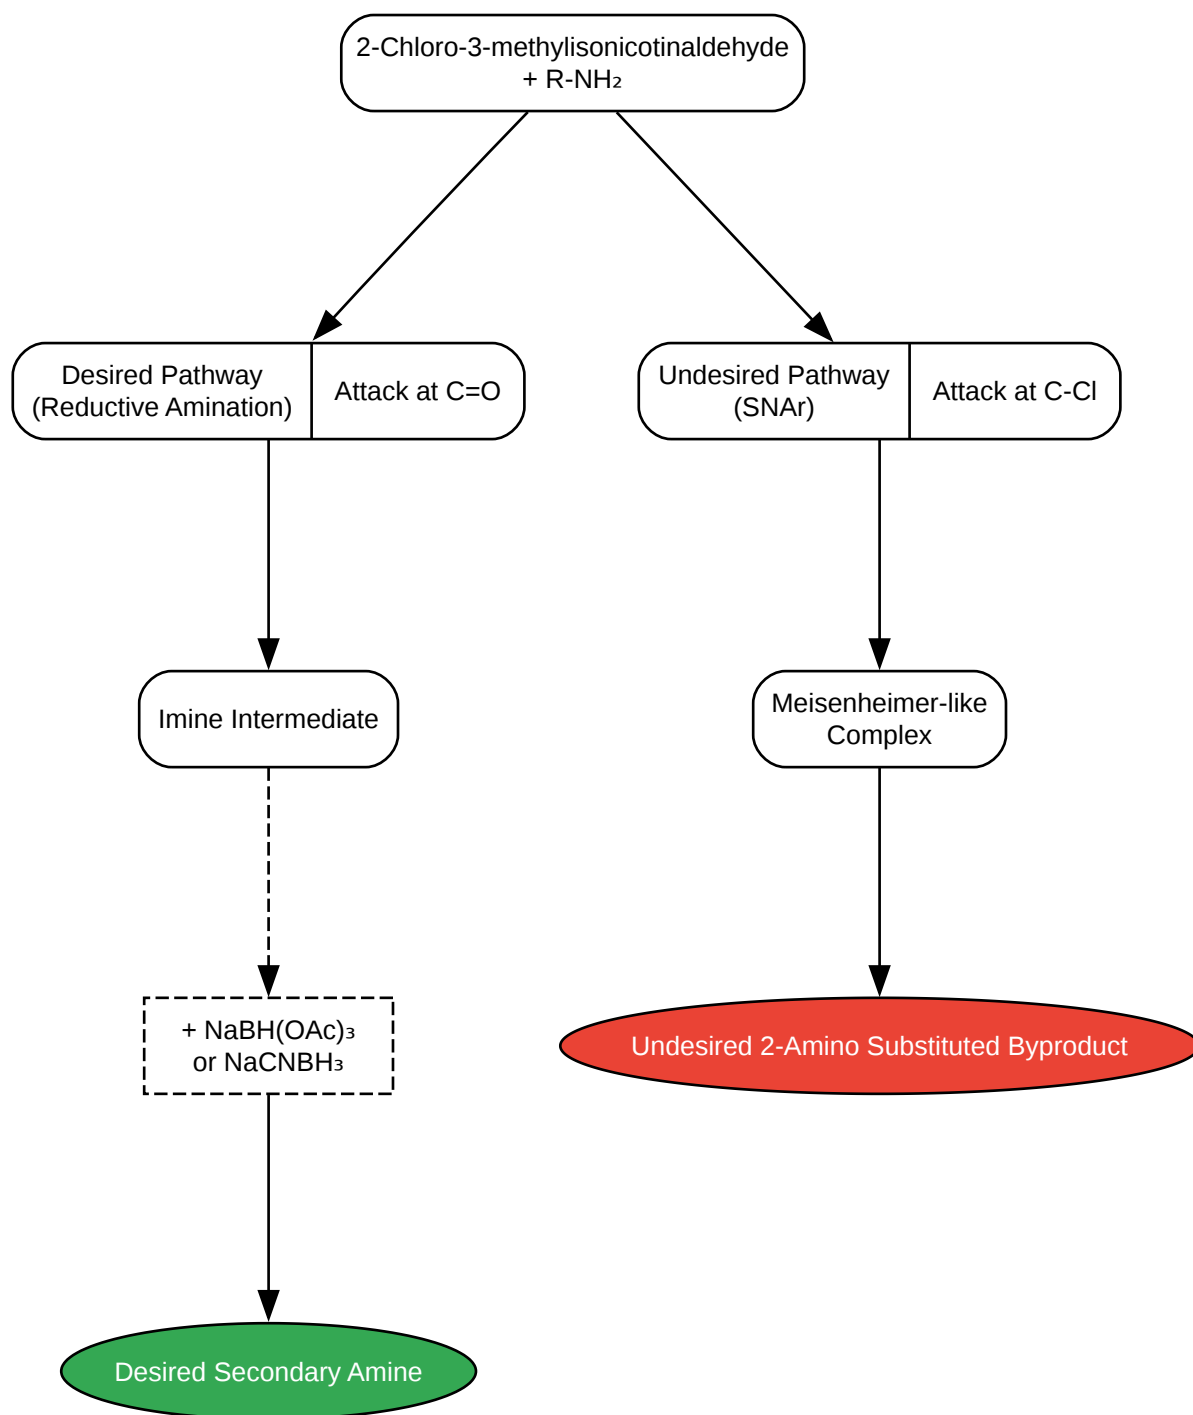 2-Chloro-3-methylisonicotinaldehyde
+ R-NH₂
Desired Pathway
(Reductive Amination)
Attack at C=O
Undesired Pathway
(SNAr)
Attack at C-Cl
Imine Intermediate
Meisenheimer-like
Complex
+ NaBH(OAc)₃
or NaCNBH₃
Undesired 2-Amino Substituted Byproduct
Desired Secondary Amine